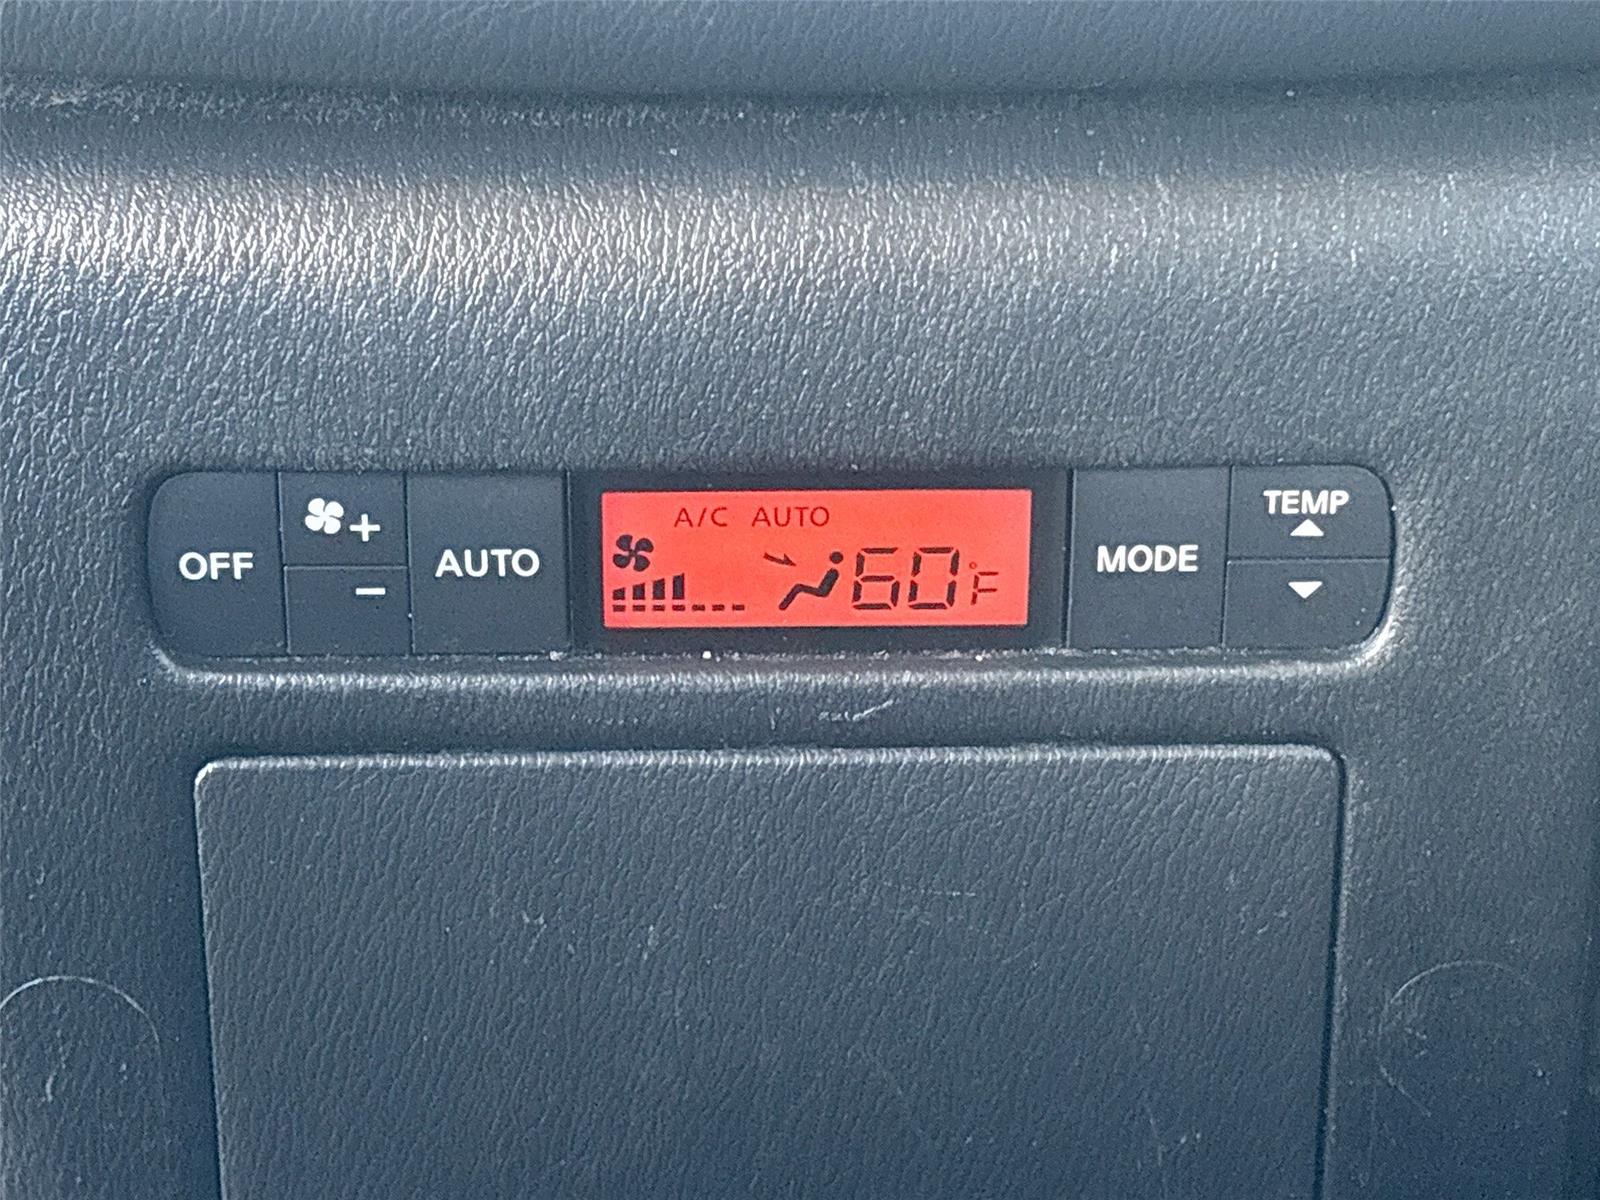 OFF
+
-
AUTO
A/C AUTO
60°F
MODE
TEMP